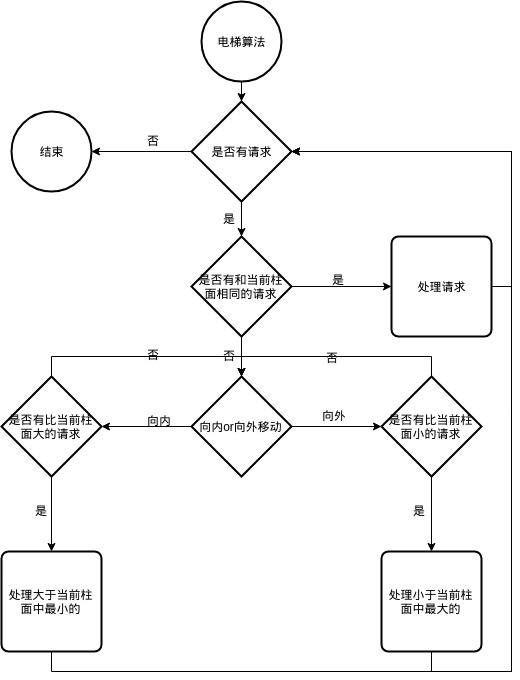 电梯算法
否
结束
是否有请求
是
是否有和当前柱
面相同的请求
是
处理请求
否
否
否
是否有比当前柱
面大的请求
向内
向内or向外移动
向外
是否有比当前柱
面小的请求
是
是
处理大于当前柱
面中最小的
处理小于当前柱
面中最大的